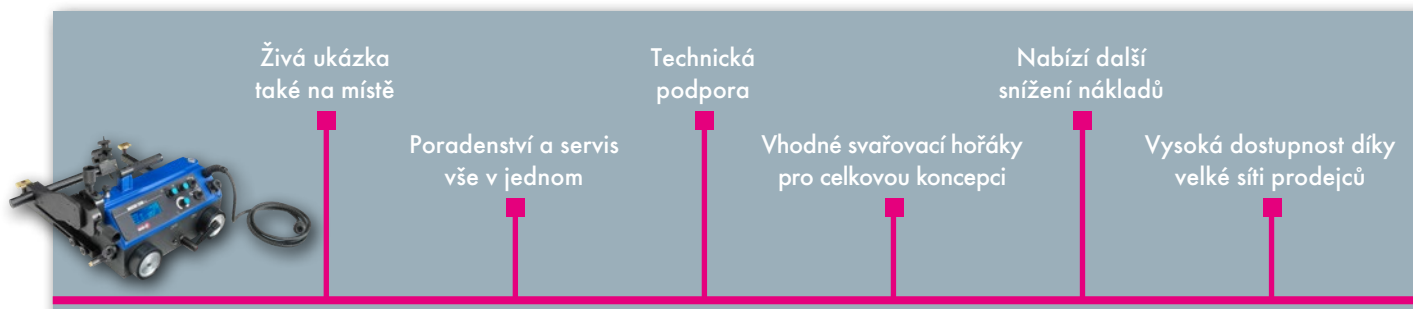 Živá ukázka
také na místě
Poradenství a servis
vše v jednom
Technická
podpora
Vhodné svařovací hořáky
pro celkovou koncepci
Nabízí další
snížení nákladů
Vysoká dostupnost díky
velké síti prodejců